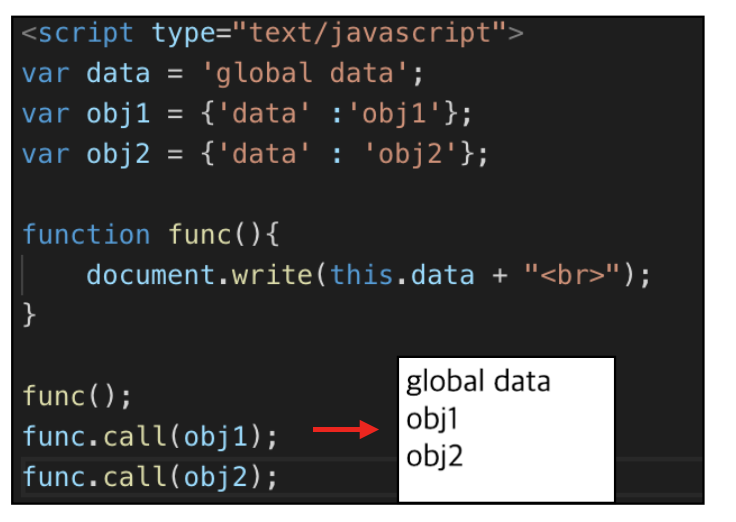 <script type="text/javascript">
var data = 'global data';
var obj1 = {'data' :'obj1'};
var obj2 = {'data' : 'obj2'};
function func(){
    document.write(this.data + "<br>");
}
func();
func.call(obj1);
func.call(obj2);
global data
obj1
obj2